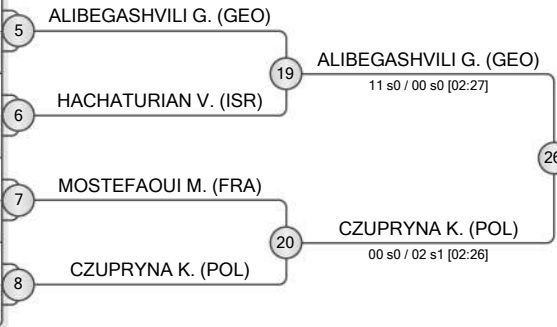 5
ALIBEGASHVILI G. (GEO)
19
ALIBEGASHVILI G. (GEO)
11 s0 / 00 s0 [02:27]
6
HACHATURIAN V. (ISR)
26
7
MOSTEFAOUI M. (FRA)
20
CZUPRYNA K. (POL)
00 s0 / 02 s1 [02:26]
8
CZUPRYNA K. (POL)